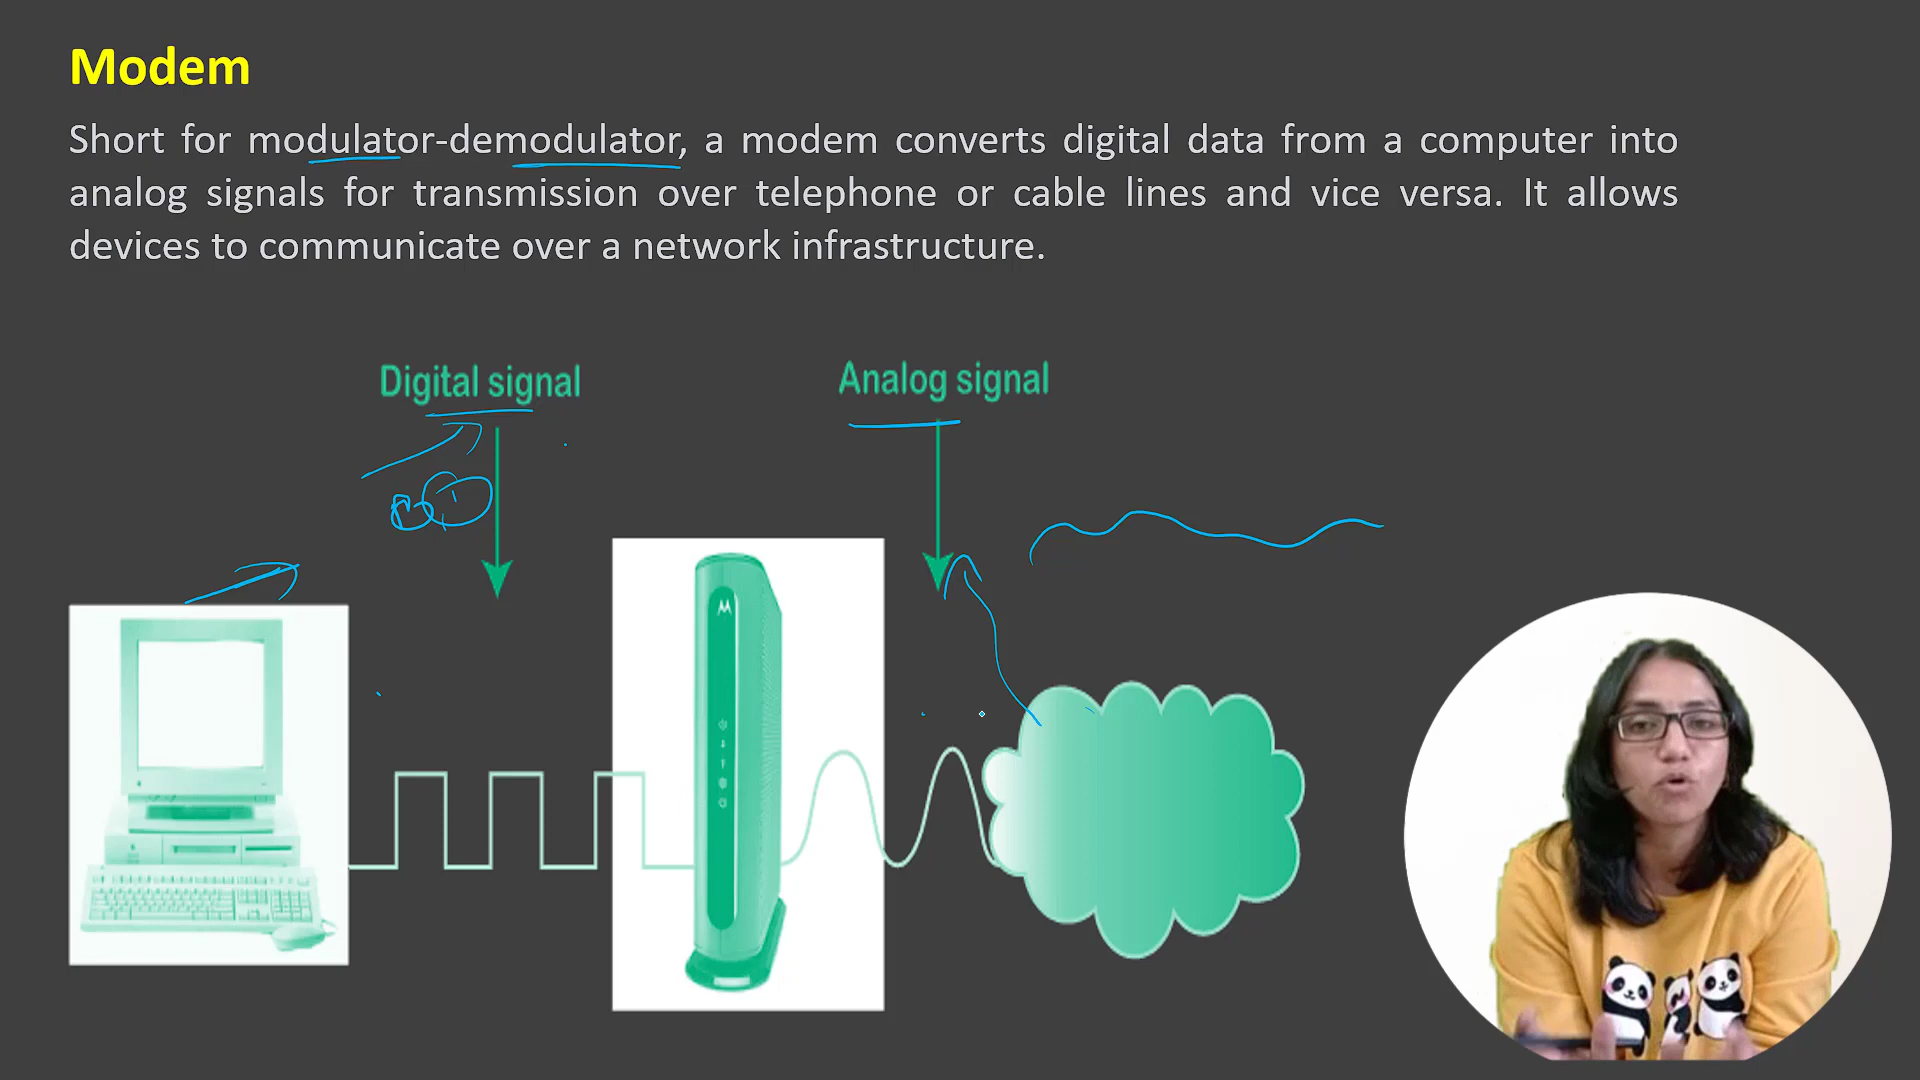 Modem
Short for modulator-demodulator, a modem converts digital data from a computer into
analog signals for transmission over telephone or cable lines and vice versa. It allows
devices to communicate over a network infrastructure.
Digital signal
Analog signal